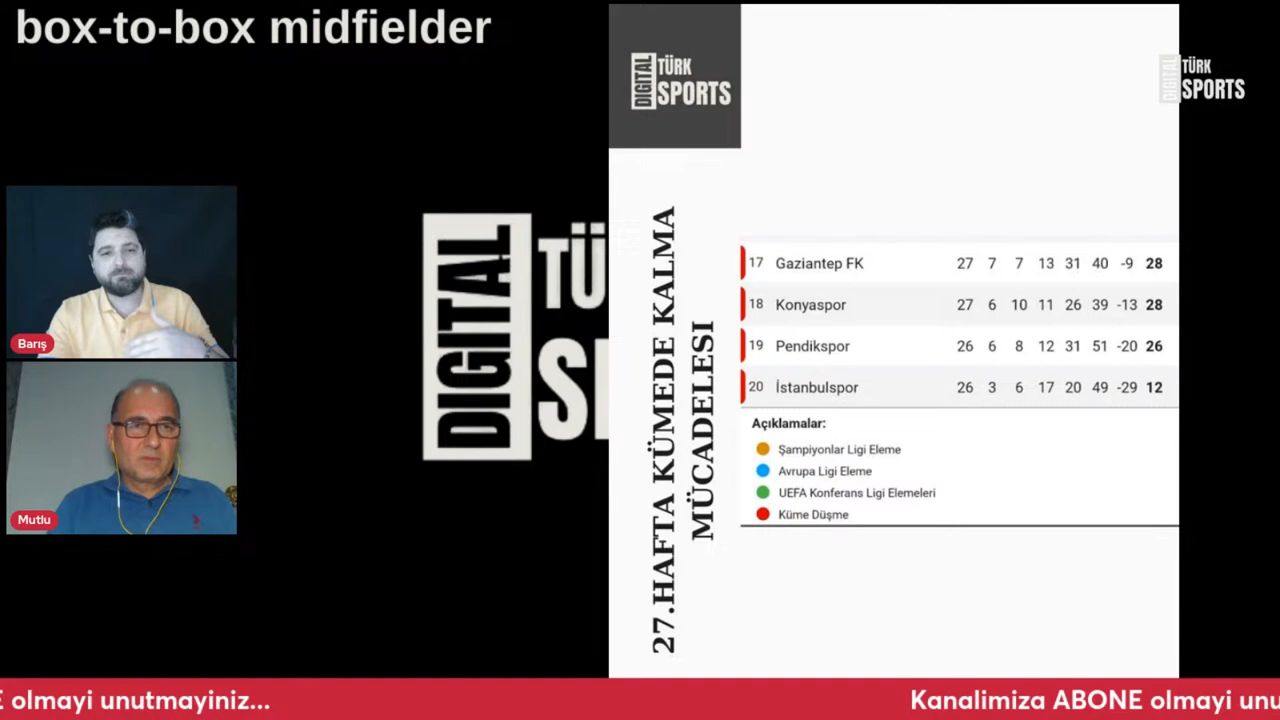 box-to-box midfielder
DIGITAL
TÜRK
SPORTS
DIGITAL
TÜRK
SPORTS
Barış
Mutlu
DIGITAL
TÜ
S
27.HAFTA KÜMEDE KALMA
MÜCADELESI
17 Gaziantep FK 27 7 7 13 31 40 -9 28
18 Konyaspor 27 6 10 11 26 39 -13 28
19 Pendikspor 26 6 8 12 31 51 -20 26
20 İstanbulspor 26 3 6 17 20 49 -29 12
Açıklamalar:
Şampiyonlar Ligi Eleme
Avrupa Ligi Eleme
UEFA Konferans Ligi Elemeleri
Küme Düşme
E olmayi unutmayiniz...
Kanalimiza ABONE olmayi unu